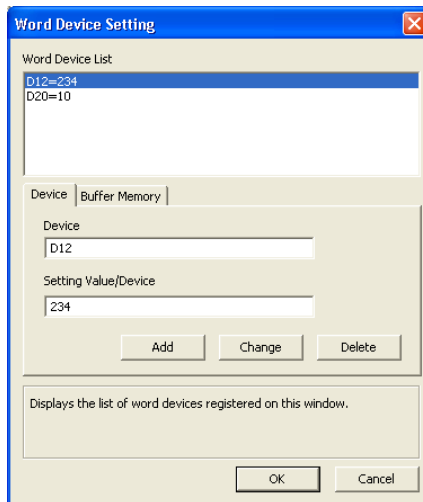 Word Device Setting
Word Device List
D12=234
D20=10
Device Buffer Memory
Device
D12
Setting Value/Device
234
Add Change Delete
Displays the list of word devices registered on this window.
OK Cancel